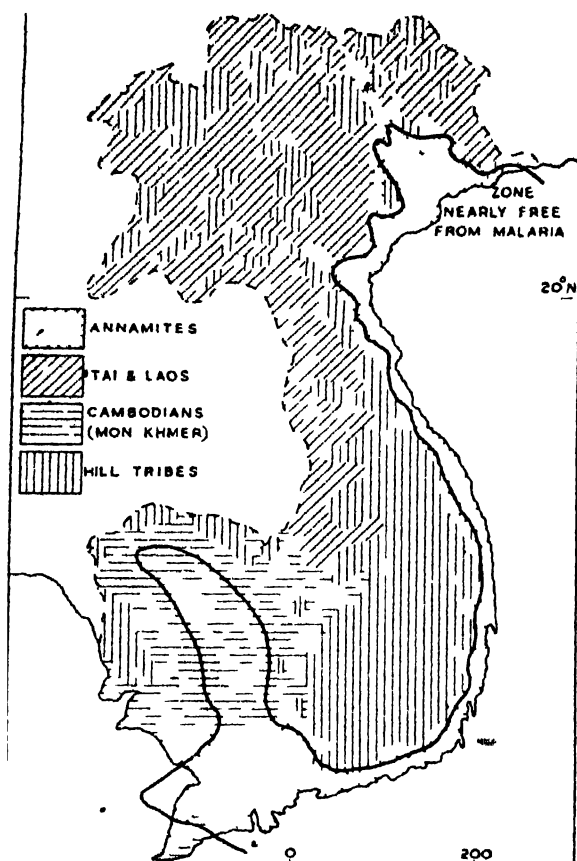 ZONE
NEARLY FREE
FROM MALARIA
20°N
ANNAMITES
TAI & LAOS
CAMBODIANS
(MON KHMER)
HILL TRIBES
0 200